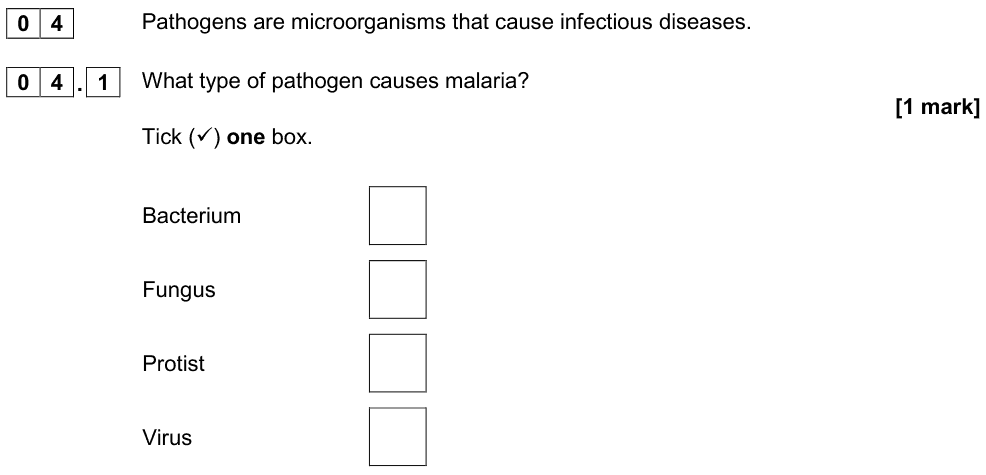 0 4 Pathogens are microorganisms that cause infectious diseases.
0 4 . 1 What type of pathogen causes malaria?
[1 mark]
Tick (✓) one box.
Bacterium
Fungus
Protist
Virus